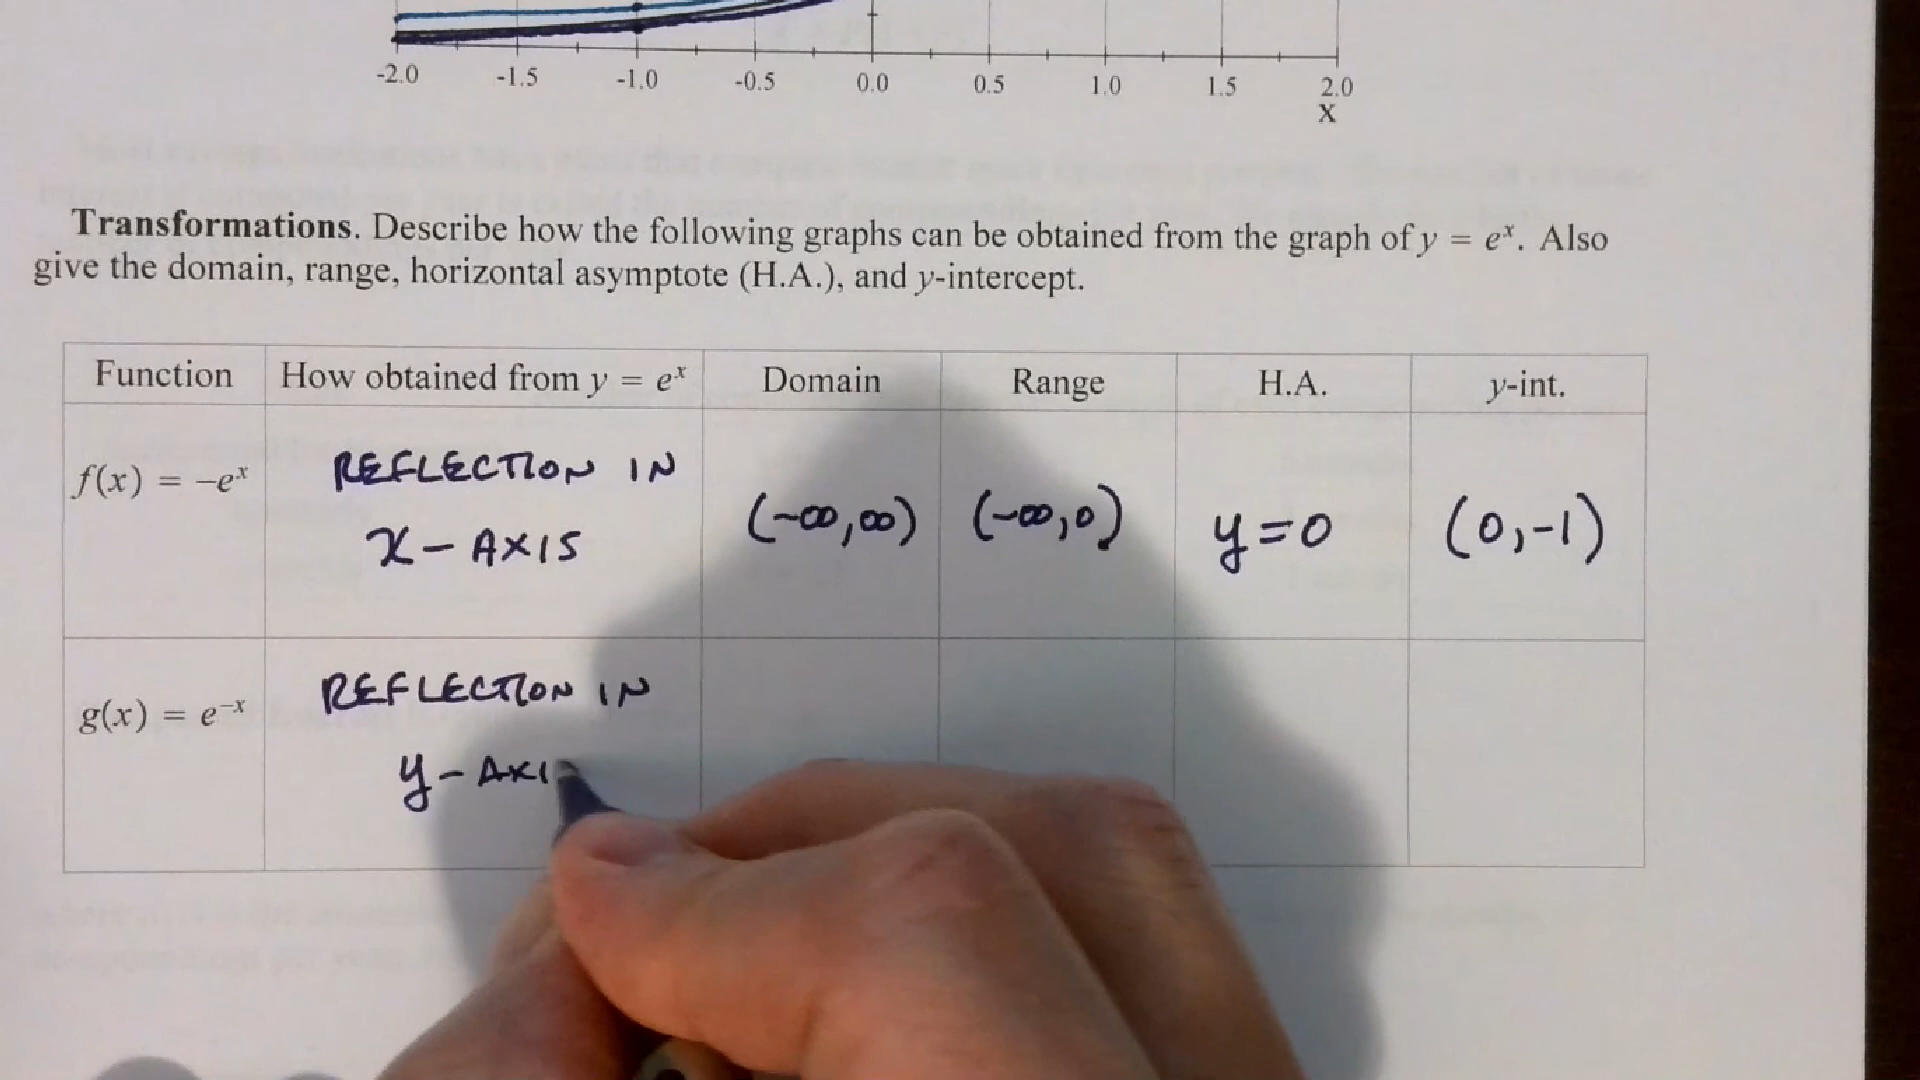 -2.0 -1.5 -1.0 -0.5 0.0 0.5 1.0 1.5 2.0
X
Transformations. Describe how the following graphs can be obtained from the graph of y = eˣ. Also
give the domain, range, horizontal asymptote (H.A.), and y-intercept.
Function How obtained from y = eˣ Domain Range H.A. y-int.
f(x) = –eˣ REFLECTION IN
x - AXIS (-∞,∞) (-∞,0) y=0 (0,-1)
g(x) = e⁻ˣ REFLECTION IN
y - AXI